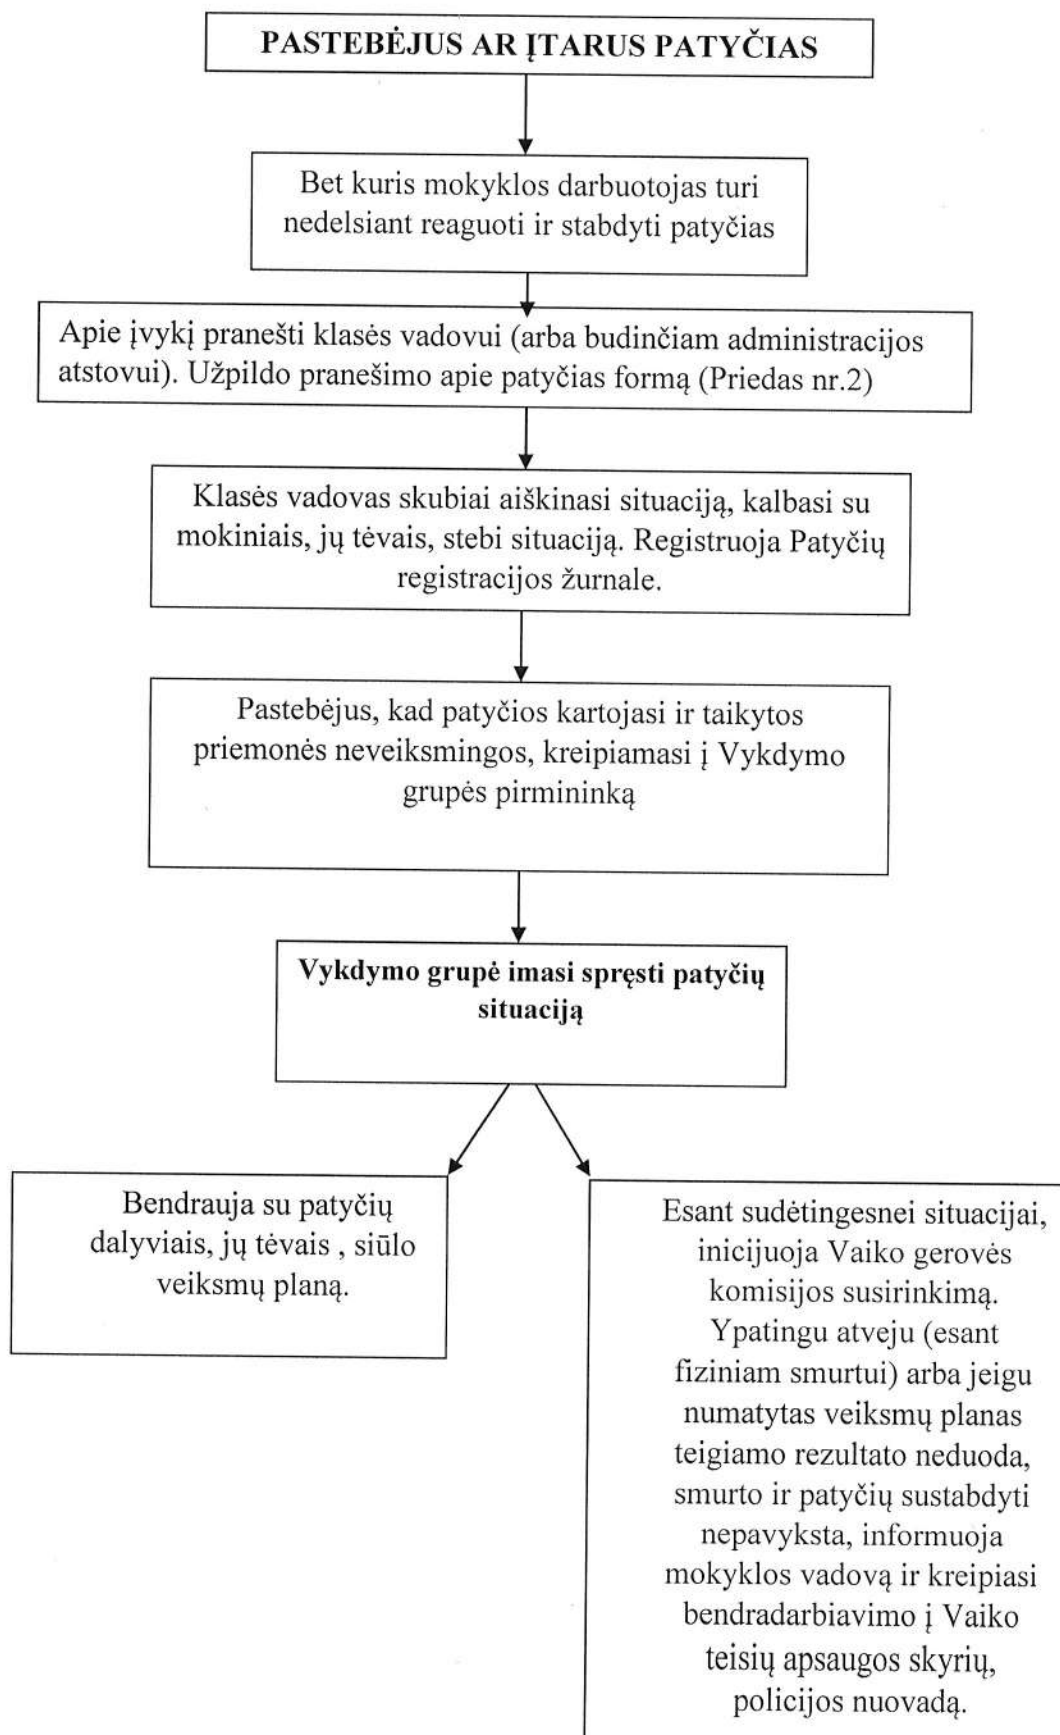 PASTEBĖJUS AR ĮTARUS PATYČIAS
Bet kuris mokyklos darbuotojas turi
nedelsiant reaguoti ir stabdyti patyčias
Apie įvykį pranešti klasės vadovui (arba budinčiam administracijos
atstovui). Užpildo pranešimo apie patyčias formą (Priedas nr.2)
Klasės vadovas skubiai aiškinasi situaciją, kalbasi su
mokiniais, jų tėvais, stebi situaciją. Registruoja Patyčių
registracijos žurnale.
Pastebėjus, kad patyčios kartojasi ir taikytos
priemonės neveiksmingos, kreipiamasi į Vykdymo
grupės pirmininką
Vykdymo grupė imasi spręsti patyčių
situaciją
Bendrauja su patyčių
dalyviais, jų tėvais , siūlo
veiksmų planą.
Esant sudėtingesnei situacijai,
inicijuoja Vaiko gerovės
komisijos susirinkimą.
Ypatingu atveju (esant
fiziniam smurtui) arba jeigu
numatytas veiksmų planas
teigiamo rezultato neduoda,
smurto ir patyčių sustabdyti
nepavyksta, informuoja
mokyklos vadovą ir kreipiasi
bendradarbiavimo į Vaiko
teisių apsaugos skyrių,
policijos nuovadą.